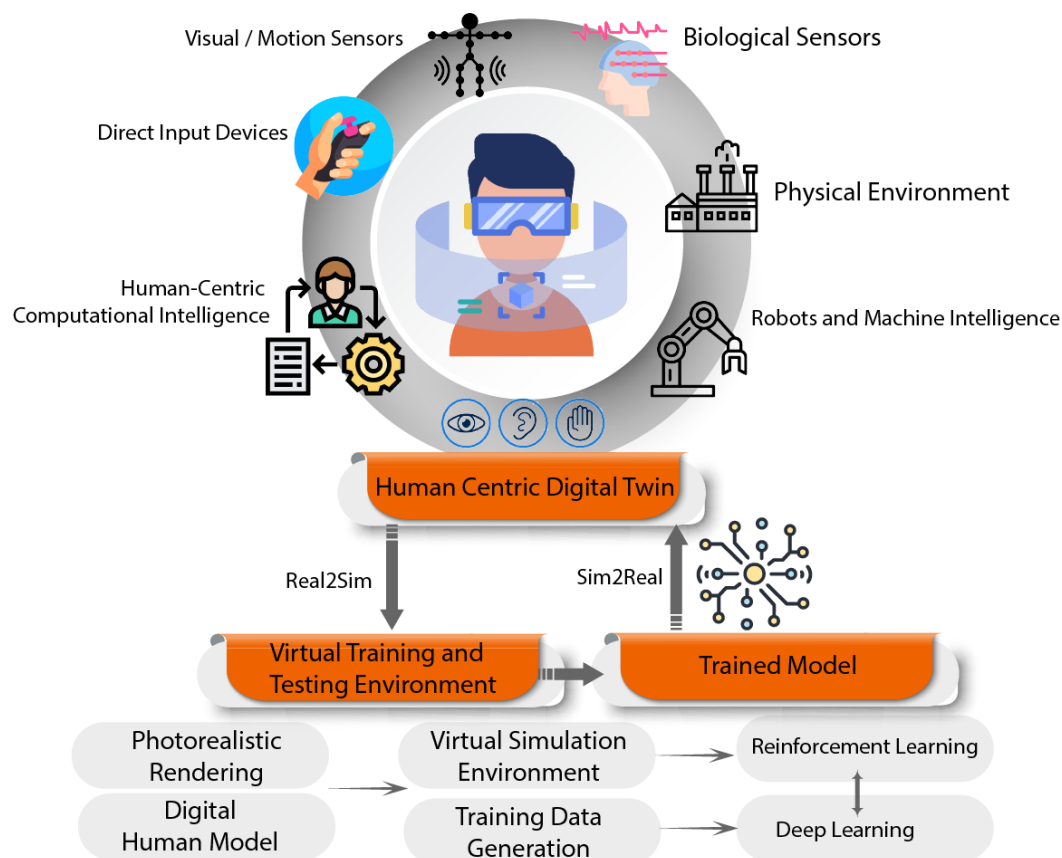 Visual / Motion Sensors
Biological Sensors
Direct Input Devices
Physical Environment
Human-Centric
Computational Intelligence
Robots and Machine Intelligence
Human Centric Digital Twin
Real2Sim
Sim2Real
Virtual Training and
Testing Environment
Trained Model
Photorealistic
Rendering
Virtual Simulation
Environment
Reinforcement Learning
Digital
Human Model
Training Data
Generation
Deep Learning